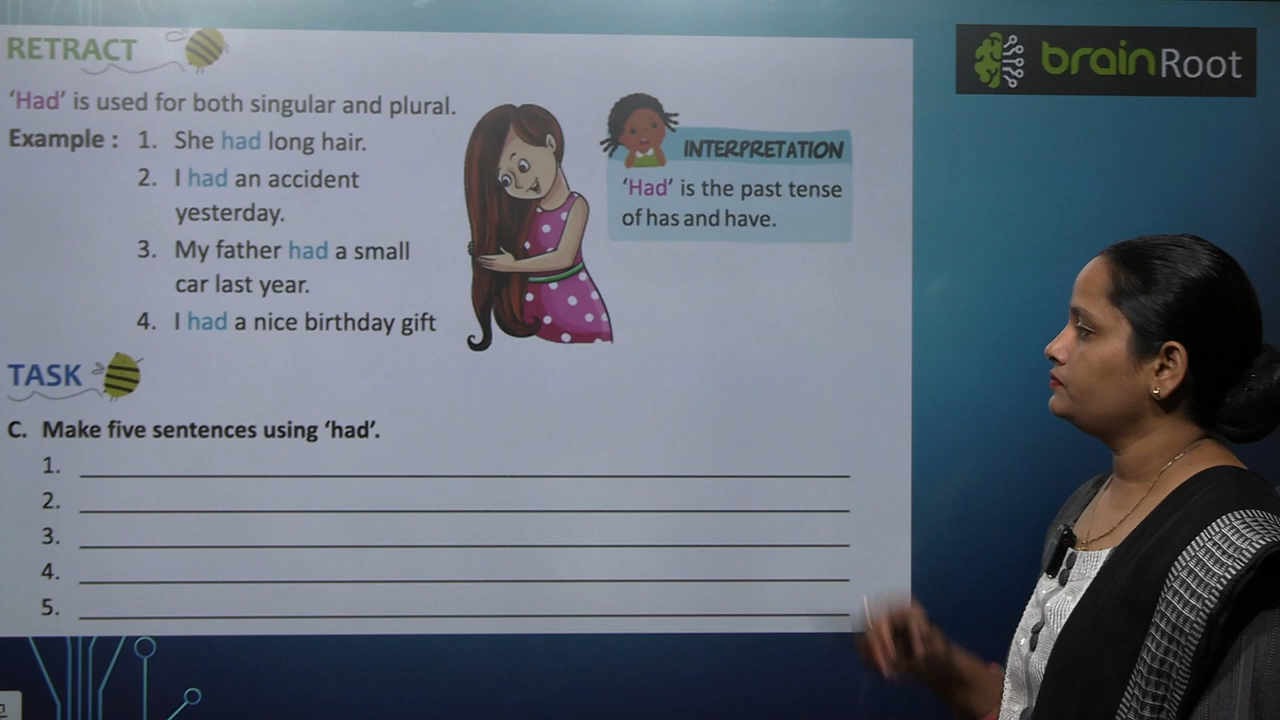 RETRACT
brainRoot
'Had' is used for both singular and plural.
Example : 1. She had long hair.
2. I had an accident
yesterday.
3. My father had a small
car last year.
4. I had a nice birthday gift
INTERPRETATION
'Had' is the past tense
of has and have.
TASK
C. Make five sentences using 'had'.
1.
2.
3.
4.
5.